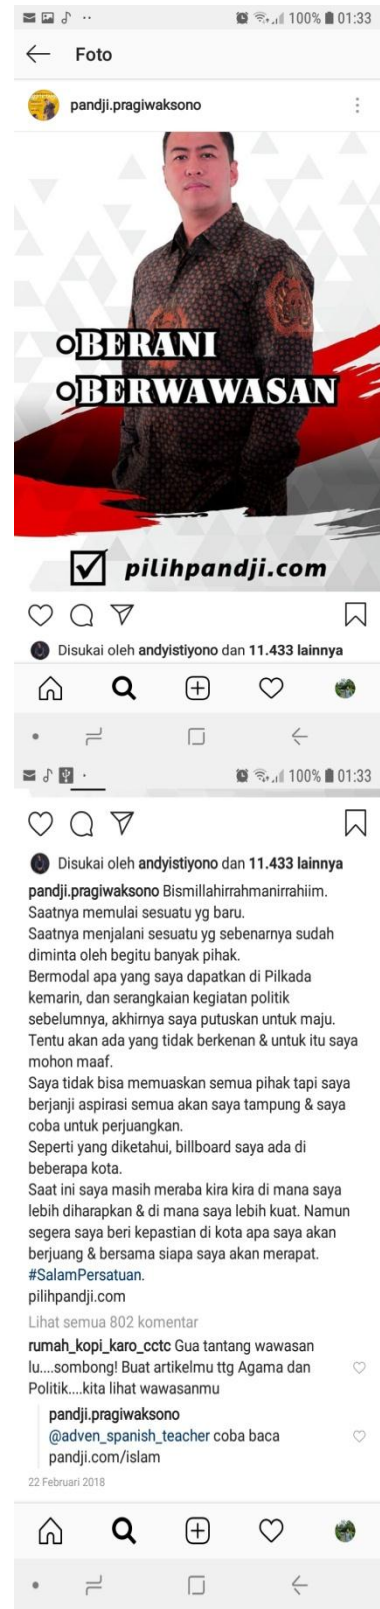 100% 01:33
Foto
pandji.pragiwaksono
BERANI
BERWAWASAN
pilihpandji.com
Disukai oleh andyistiyono dan 11.433 lainnya
100% 01:33
Disukai oleh andyistiyono dan 11.433 lainnya
pandji.pragiwaksono Bismillahirrahmanirrahiim.
Saatnya memulai sesuatu yg baru.
Saatnya menjalani sesuatu yg sebenarnya sudah
diminta oleh begitu banyak pihak.
Bermodal apa yang saya dapatkan di Pilkada
kemarin, dan serangkaian kegiatan politik
sebelumnya, akhirnya saya putuskan untuk maju.
Tentu akan ada yang tidak berkenan & untuk itu saya
mohon maaf.
Saya tidak bisa memuaskan semua pihak tapi saya
berjanji aspirasi semua akan saya tampung & saya
coba untuk perjuangkan.
Seperti yang diketahui, billboard saya ada di
beberapa kota.
Saat ini saya masih meraba kira kira di mana saya
lebih diharapkan & di mana saya lebih kuat. Namun
segera saya beri kepastian di kota apa saya akan
berjuang & bersama siapa saya akan merapat.
#SalamPersatuan.
pilihpandji.com
Lihat semua 802 komentar
rumah_kopi_karo_cctc Gua tantang wawasan
lu....sombong! Buat artikelmu ttg Agama dan
Politik....kita lihat wawasanmu
pandji.pragiwaksono
@adven_spanish_teacher coba baca
pandji.com/islam
22 Februari 2018